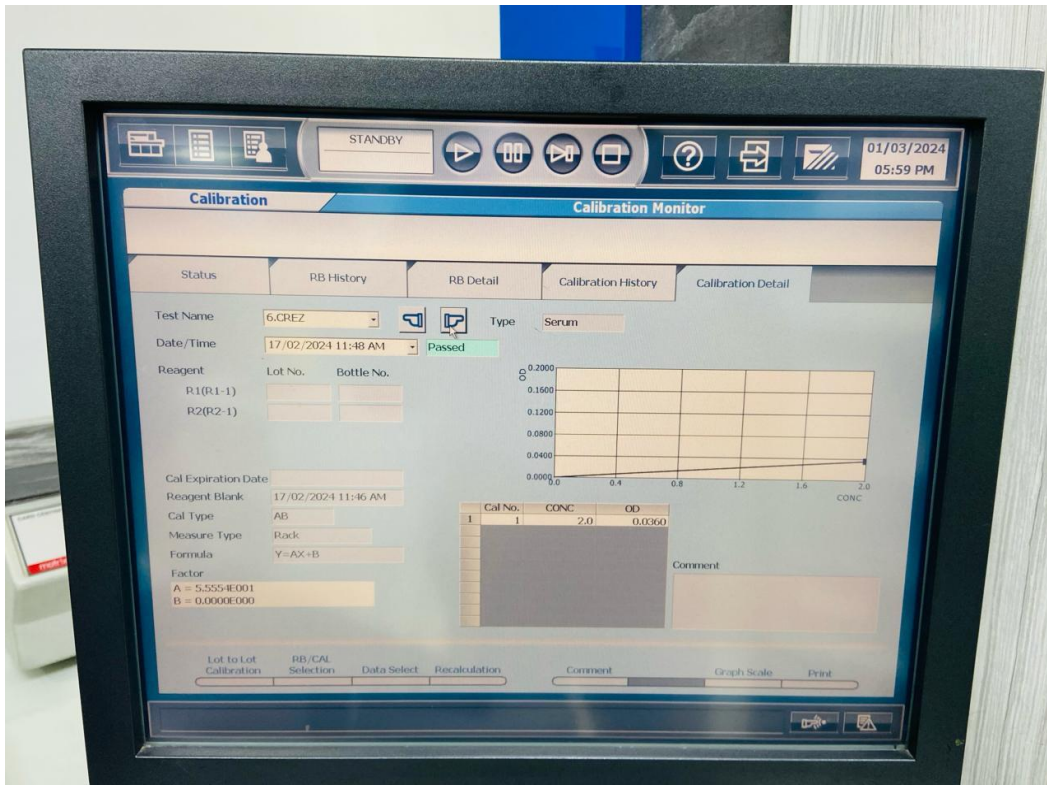 STANDBY
01/03/2024
05:59 PM
Calibration
Calibration Monitor
Status
RB History
RB Detail
Calibration History
Calibration Detail
Test Name
6.CREZ
Type
Serum
Date/Time
17/02/2024 11:48 AM
Passed
Reagent
Lot No.
Bottle No.
R1(R1-1)
R2(R2-1)
OD
0.2000
0.1600
0.1200
0.0800
0.0400
0.0000
0.0 0.4 0.8 1.2 1.6 2.0
CONC
Cal Expiration Date
Reagent Blank
17/02/2024 11:46 AM
Cal Type
AB
Measure Type
Rack
Formula
Y=AX+B
Factor
A = 5.5554E001
B = 0.0000E000
Cal No. CONC OD
1 1 2.0 0.0360
Comment
Lot to Lot
Calibration
RB/CAL
Selection
Data Select
Recalculation
Comment
Graph Scale
Print